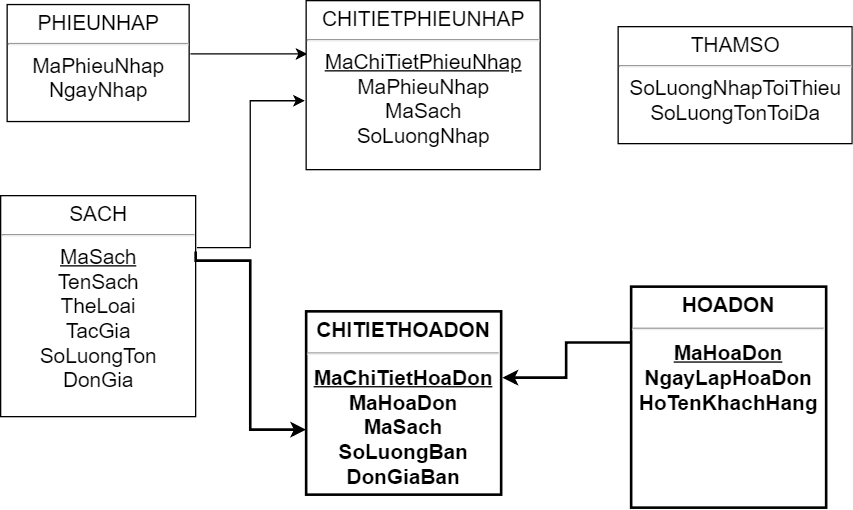 PHIEUNHAP
MaPhieuNhap
NgayNhap
CHITIETPHIEUNHAP
MaChiTietPhieuNhap
MaPhieuNhap
MaSach
SoLuongNhap
THAMSO
SoLuongNhapToiThieu
SoLuongTonToiDa
SACH
MaSach
TenSach
TheLoai
TacGia
SoLuongTon
DonGia
CHITIETHOADON
MaChiTietHoaDon
MaHoaDon
MaSach
SoLuongBan
DonGiaBan
HOADON
MaHoaDon
NgayLapHoaDon
HoTenKhachHang